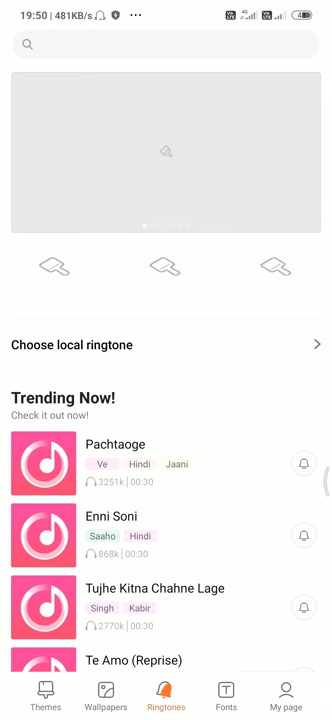 19:50 | 481KB/s
Choose local ringtone
Trending Now!
Check it out now!
Pachtaoge
Ve Hindi Jaani
3251k | 00:30
Enni Soni
Saaho Hindi
868k | 00:30
Tujhe Kitna Chahne Lage
Singh Kabir
2770k | 00:30
Te Amo (Reprise)
Themes Wallpapers Ringtones Fonts My page